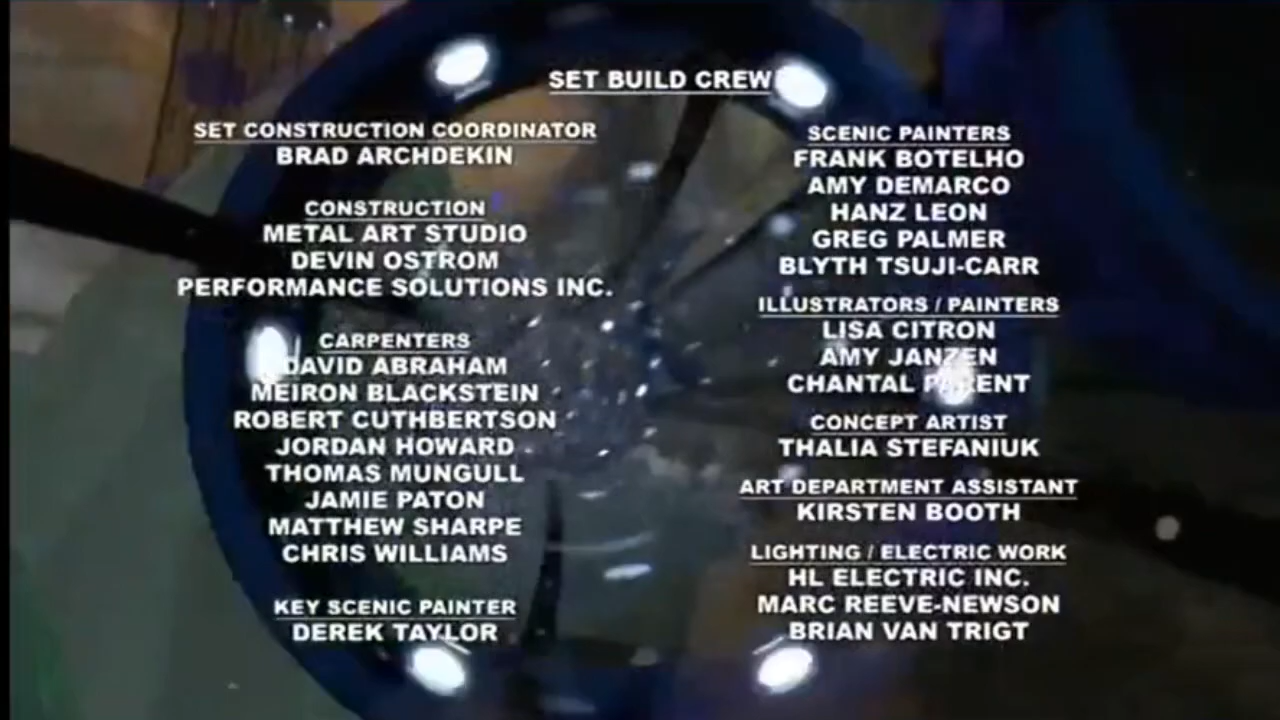 SET BUILD CREW
SET CONSTRUCTION COORDINATOR
BRAD ARCHDEKIN
CONSTRUCTION
METAL ART STUDIO
DEVIN OSTROM
PERFORMANCE SOLUTIONS INC.
CARPENTERS
DAVID ABRAHAM
MEIRON BLACKSTEIN
ROBERT CUTHBERTSON
JORDAN HOWARD
THOMAS MUNGULL
JAMIE PATON
MATTHEW SHARPE
CHRIS WILLIAMS
KEY SCENIC PAINTER
DEREK TAYLOR
SCENIC PAINTERS
FRANK BOTELHO
AMY DEMARCO
HANZ LEON
GREG PALMER
BLYTH TSUJI-CARR
ILLUSTRATORS / PAINTERS
LISA CITRON
AMY JANZEN
CHANTAL PARENT
CONCEPT ARTIST
THALIA STEFANIUK
ART DEPARTMENT ASSISTANT
KIRSTEN BOOTH
LIGHTING / ELECTRIC WORK
HL ELECTRIC INC.
MARC REEVE-NEWSON
BRIAN VAN TRIGT